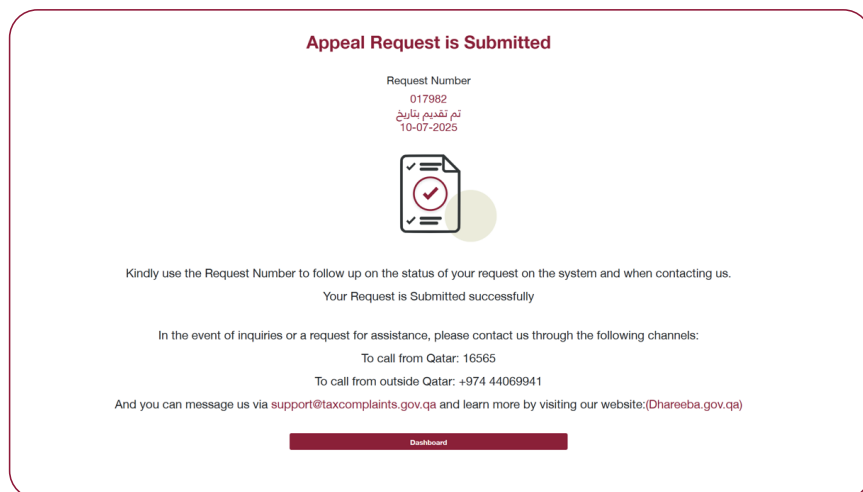 Appeal Request is Submitted
Request Number
017982
تم تقديم بتاريخ
10-07-2025
Kindly use the Request Number to follow up on the status of your request on the system and when contacting us.
Your Request is Submitted successfully
In the event of inquiries or a request for assistance, please contact us through the following channels:
To call from Qatar: 16565
To call from outside Qatar: +974 44069941
And you can message us via support@taxcomplaints.gov.qa and learn more by visiting our website:(Dhareeba.gov.qa)
Dashboard